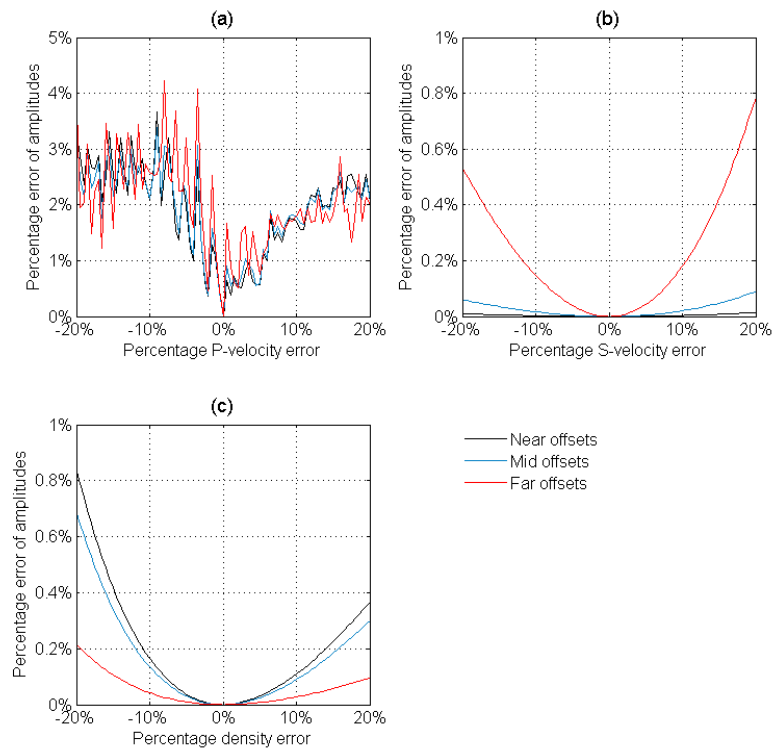 (a)
Percentage error of amplitudes
5%
4%
3%
2%
1%
0%
-20%
-10%
0%
10%
20%
Percentage P-velocity error
(b)
Percentage error of amplitudes
1%
0.8%
0.6%
0.4%
0.2%
0%
-20%
-10%
0%
10%
20%
Percentage S-velocity error
(c)
Percentage error of amplitudes
1%
0.8%
0.6%
0.4%
0.2%
0%
-20%
-10%
0%
10%
20%
Percentage density error
Near offsets
Mid offsets
Far offsets